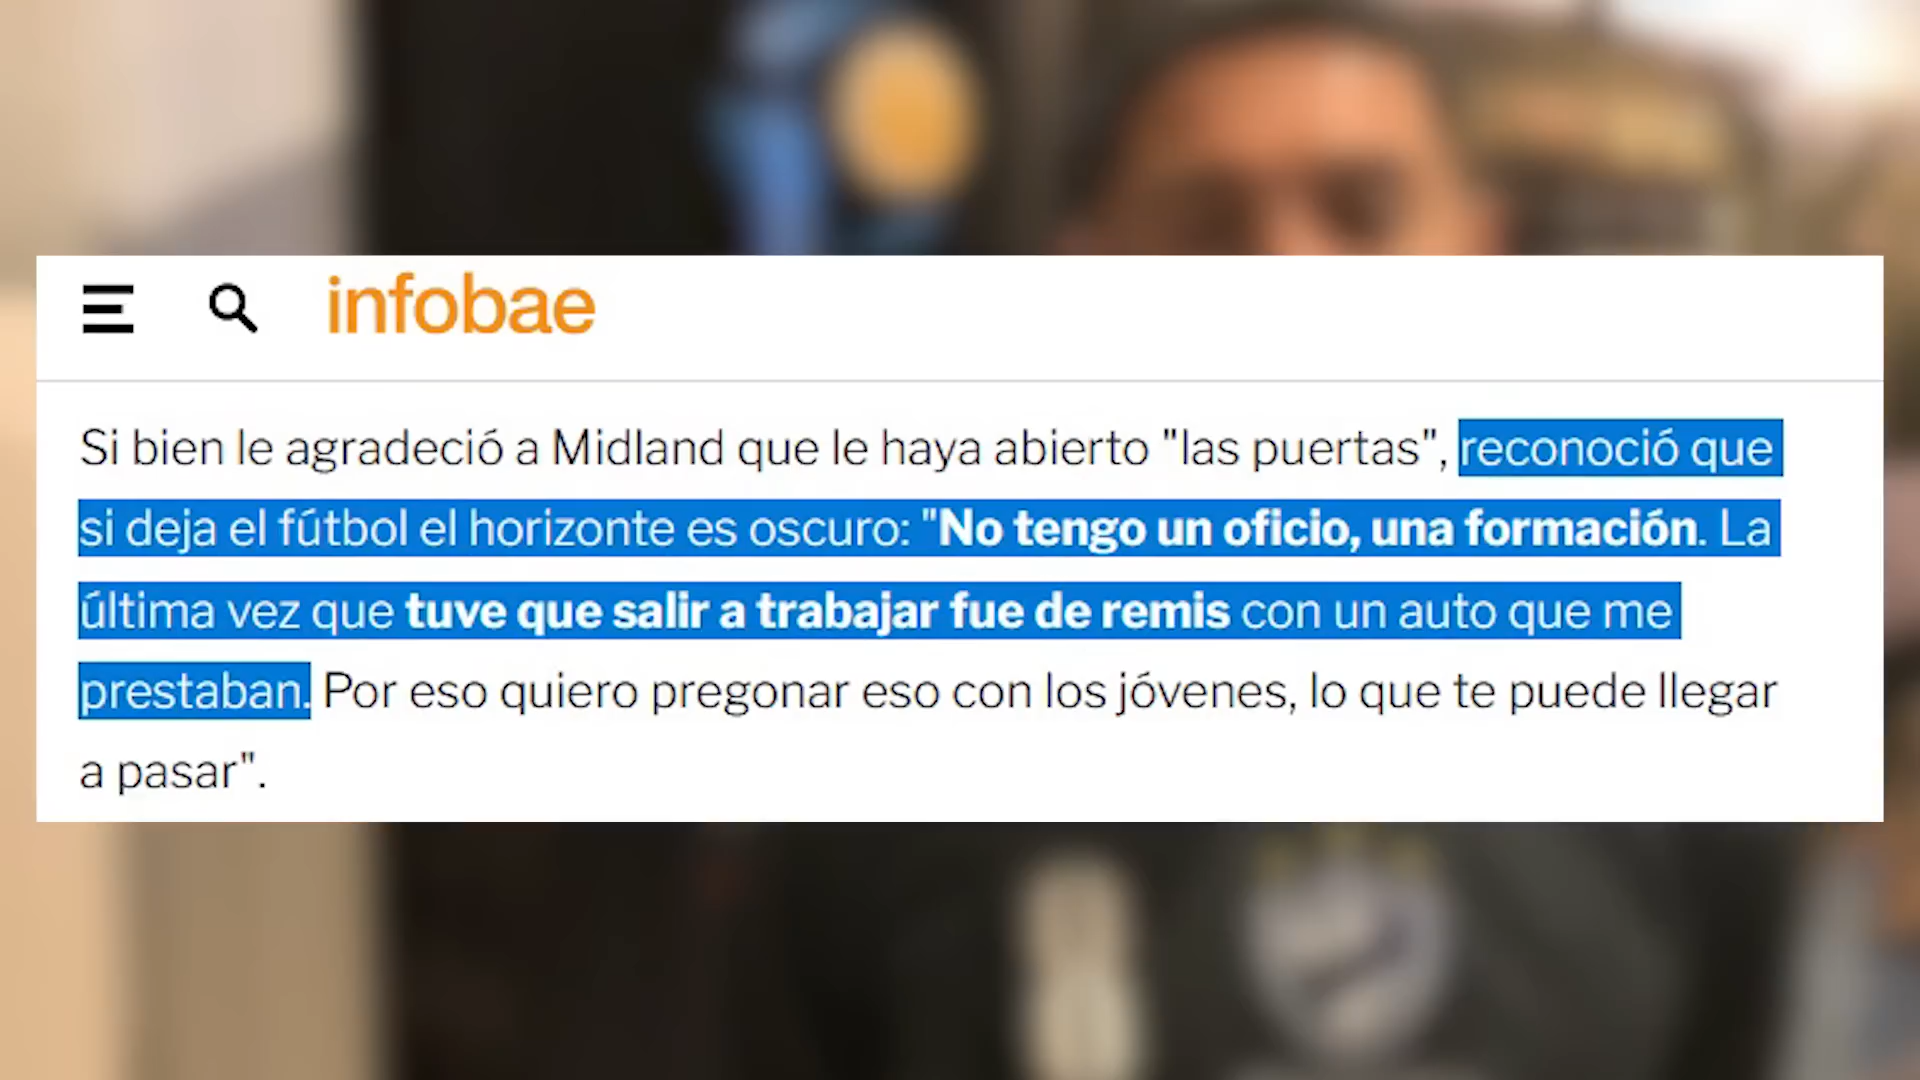 infobae
Si bien le agradeció a Midland que le haya abierto "las puertas", reconoció que
si deja el fútbol el horizonte es oscuro: "No tengo un oficio, una formación. La
última vez que tuve que salir a trabajar fue de remis con un auto que me
prestaban. Por eso quiero pregonar eso con los jóvenes, lo que te puede llegar
a pasar".